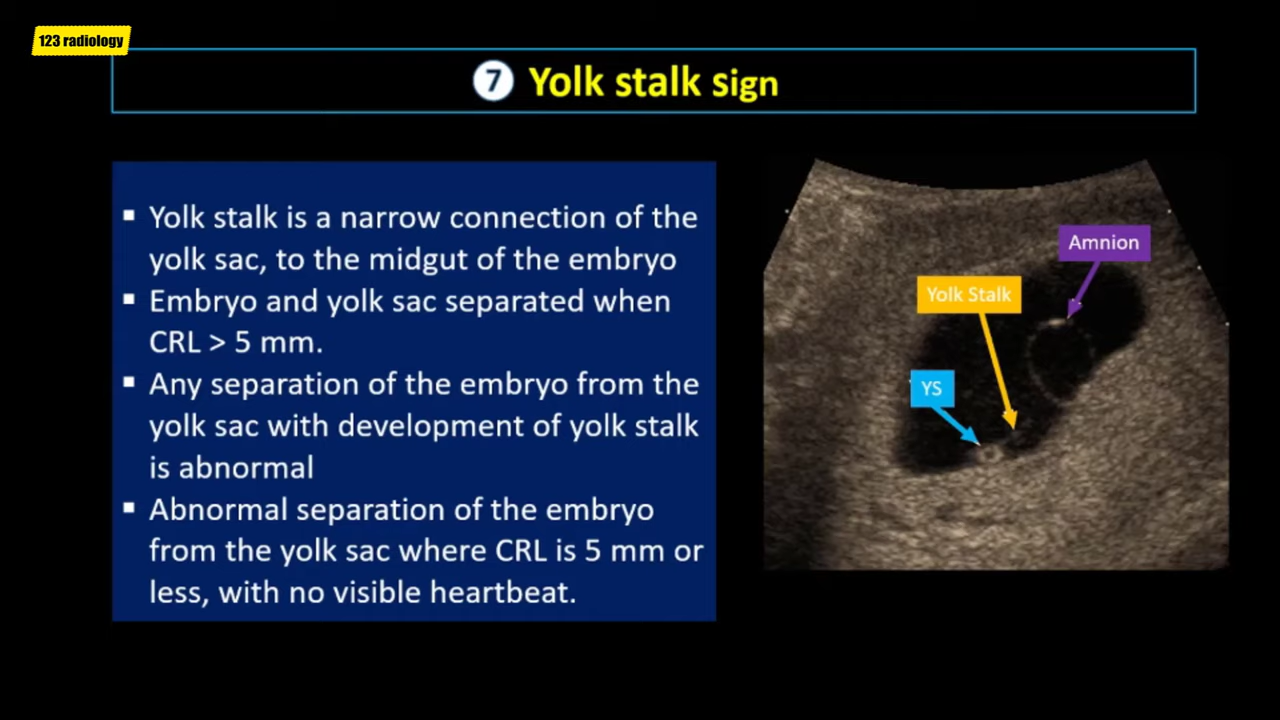 123 radiology
7 Yolk stalk sign
▪ Yolk stalk is a narrow connection of the
yolk sac, to the midgut of the embryo
▪ Embryo and yolk sac separated when
CRL > 5 mm.
▪ Any separation of the embryo from the
yolk sac with development of yolk stalk
is abnormal
▪ Abnormal separation of the embryo
from the yolk sac where CRL is 5 mm or
less, with no visible heartbeat.
Amnion
Yolk Stalk
YS